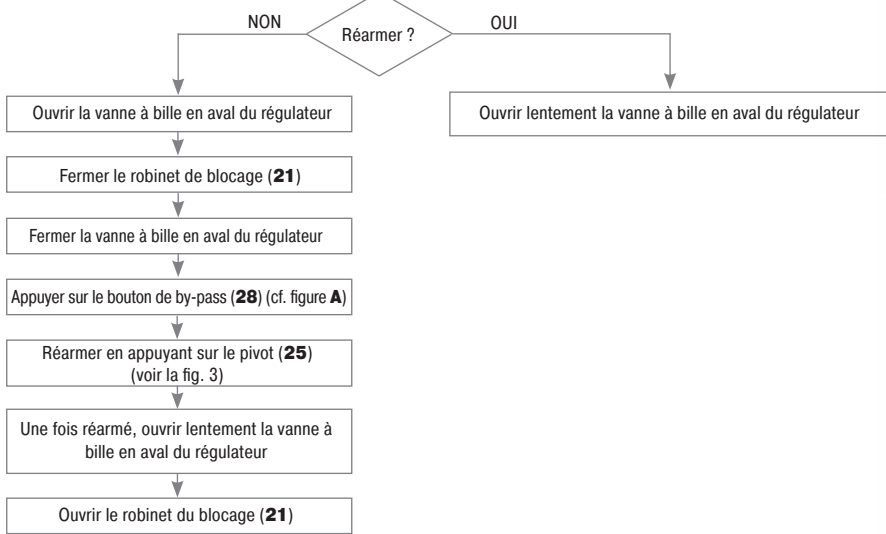 Réarmer ?
NON
OUI
Ouvrir la vanne à bille en aval du régulateur
Fermer le robinet de blocage (21)
Fermer la vanne à bille en aval du régulateur
Appuyer sur le bouton de by-pass (28) (cf. figure A)
Réarmer en appuyant sur le pivot (25)
(voir la fig. 3)
Une fois réarmé, ouvrir lentement la vanne à
bille en aval du régulateur
Ouvrir le robinet du blocage (21)
Ouvrir lentement la vanne à bille en aval du régulateur